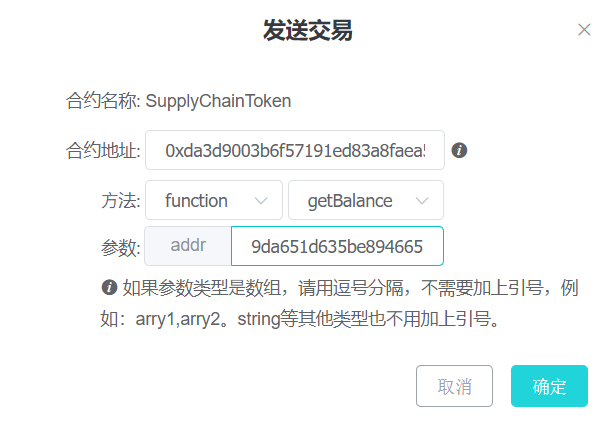 发送交易
合约名称: SupplyChainToken
合约地址: 0xda3d9003b6f57191ed83a8faea5
方法: function getBalance
参数: addr 9da651d635be894665
如果参数类型是数组，请用逗号分隔，不需要加上引号，例
如：arry1,arry2。string等其他类型也不用加上引号。
取消 确定